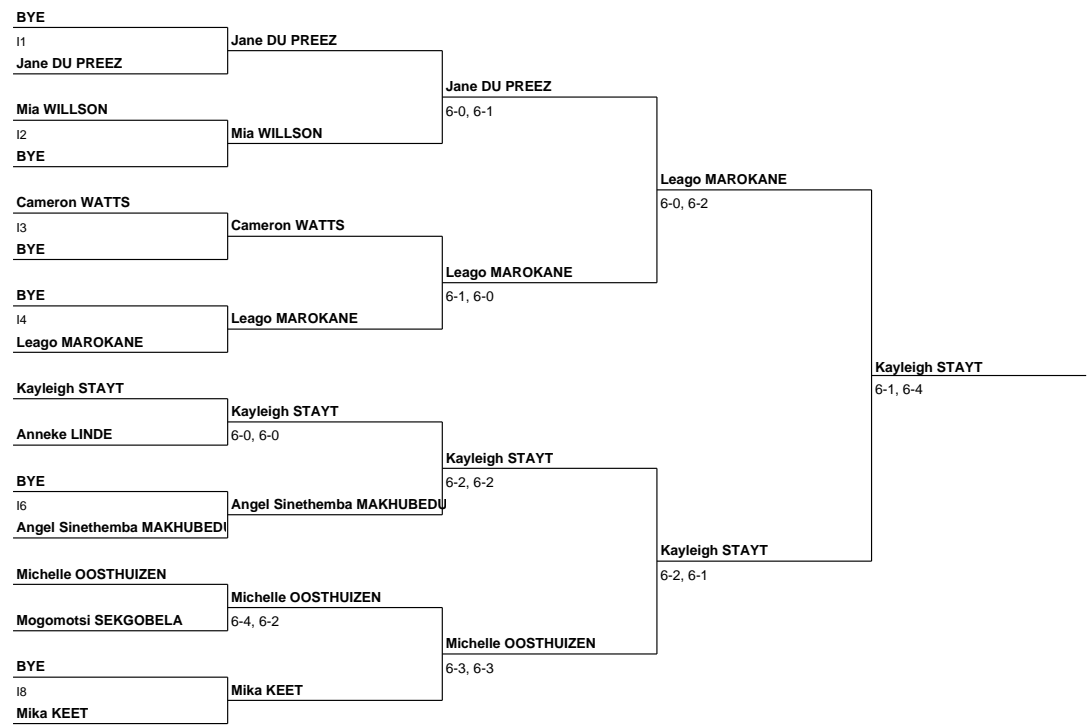 BYE
I1
Jane DU PREEZ
Mia WILLSON
I2
BYE
Cameron WATTS
I3
BYE
BYE
I4
Leago MAROKANE
Kayleigh STAYT
Anneke LINDE
BYE
I6
Angel Sinethemba MAKHUBEDU
Michelle OOSTHUIZEN
Mogomotsi SEKGOBELA
BYE
I8
Mika KEET
Jane DU PREEZ
Mia WILLSON
Cameron WATTS
Leago MAROKANE
Kayleigh STAYT
6-0, 6-0
Angel Sinethemba MAKHUBEDU
Michelle OOSTHUIZEN
6-4, 6-2
Mika KEET
Jane DU PREEZ
6-0, 6-1
Leago MAROKANE
6-1, 6-0
Kayleigh STAYT
6-2, 6-2
Michelle OOSTHUIZEN
6-3, 6-3
Leago MAROKANE
6-0, 6-2
Kayleigh STAYT
6-2, 6-1
Kayleigh STAYT
6-1, 6-4